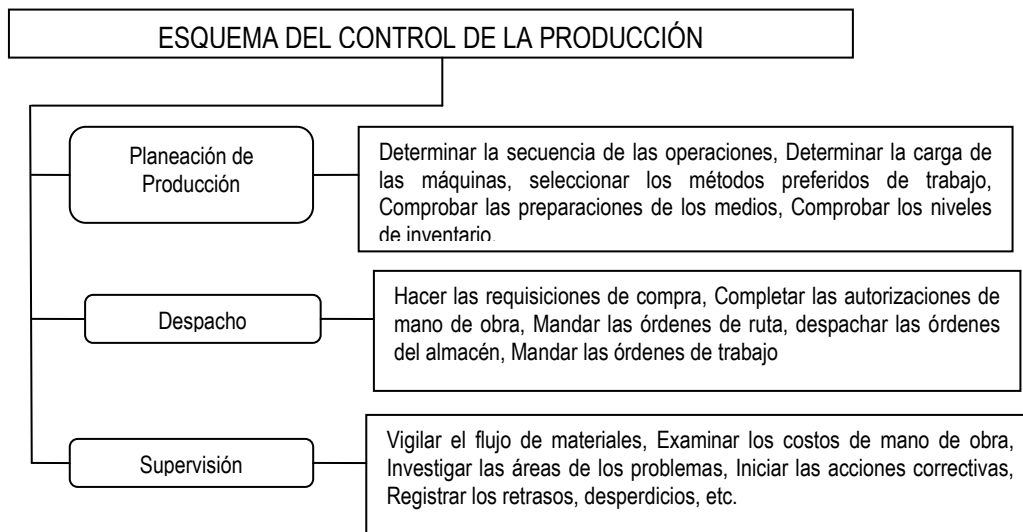 ESQUEMA DEL CONTROL DE LA PRODUCCIÓN
Planeación de
Producción
Determinar la secuencia de las operaciones, Determinar la carga de
las máquinas, seleccionar los métodos preferidos de trabajo,
Comprobar las preparaciones de los medios, Comprobar los niveles
de inventario.
Despacho
Hacer las requisiciones de compra, Completar las autorizaciones de
mano de obra, Mandar las órdenes de ruta, despachar las órdenes
del almacén, Mandar las órdenes de trabajo
Supervisión
Vigilar el flujo de materiales, Examinar los costos de mano de obra,
Investigar las áreas de los problemas, Iniciar las acciones correctivas,
Registrar los retrasos, desperdicios, etc.